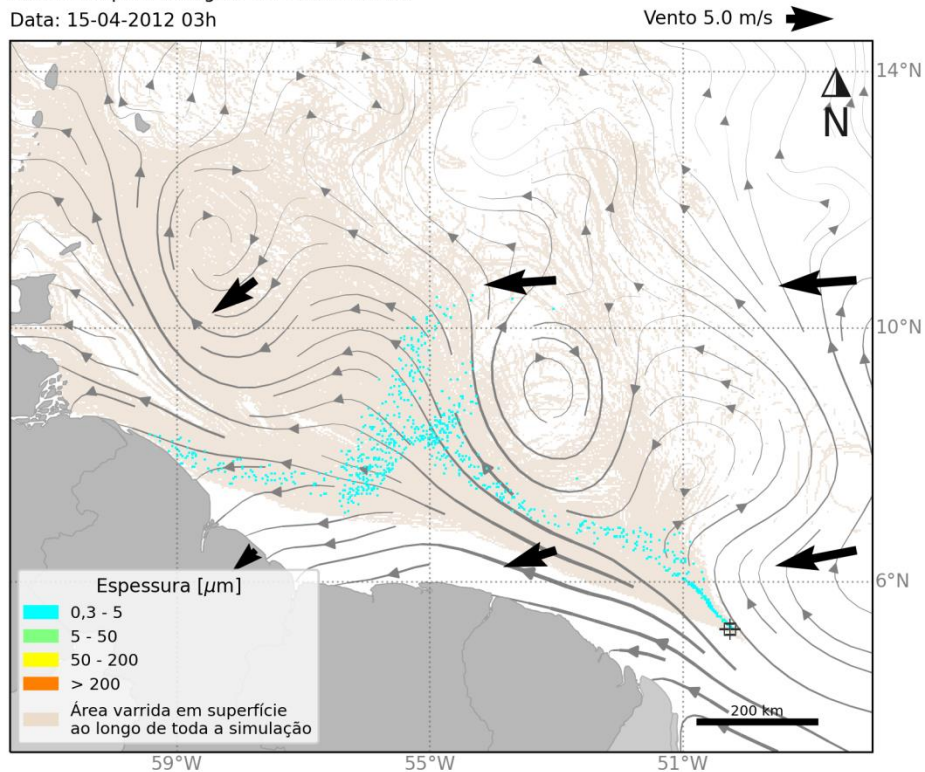 Data: 15-04-2012 03h
Vento 5.0 m/s
14°N
N
10°N
6°N
Espessura [μm]
0,3 - 5
5 - 50
50 - 200
> 200
Área varrida em superfície
ao longo de toda a simulação
200 km
59°W
55°W
51°W